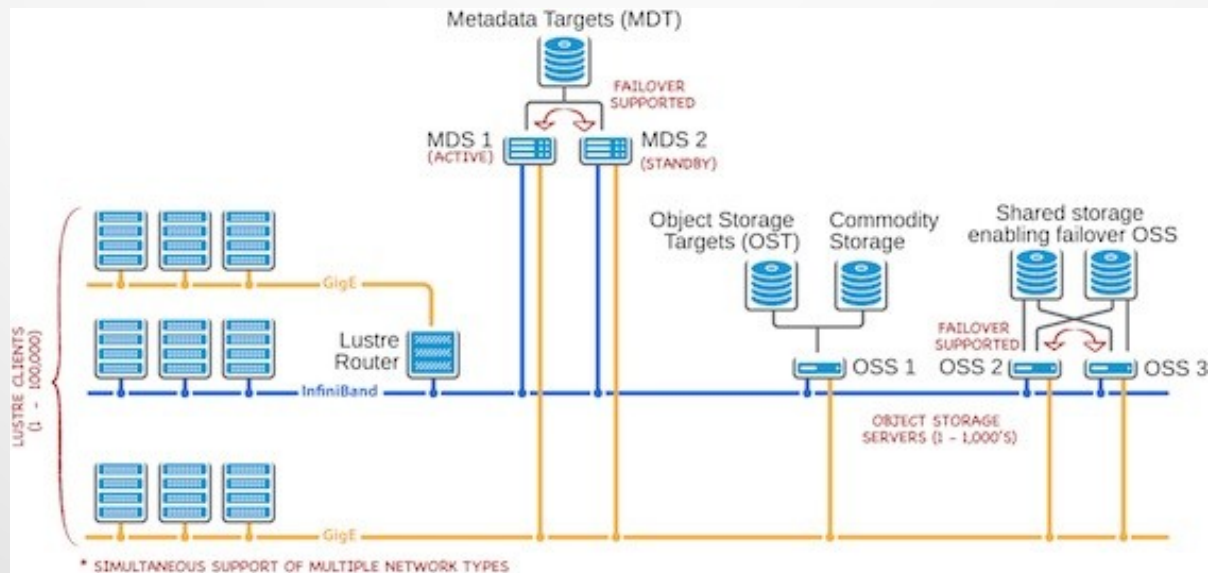 Metadata Targets (MDT)
FAILOVER
SUPPORTED
MDS 1
(ACTIVE)
MDS 2
(STANDBY)
Object Storage
Targets (OST)
Commodity
Storage
Shared storage
enabling failover OSS
GigE
Lustre
Router
LUSTRE CLIENTS
(1 - 100,000)
InfiniBand
FAILOVER
SUPPORTED
OSS 1
OSS 2
OSS 3
OBJECT STORAGE
SERVERS (1 - 1,000'S)
GigE
* SIMULTANEOUS SUPPORT OF MULTIPLE NETWORK TYPES